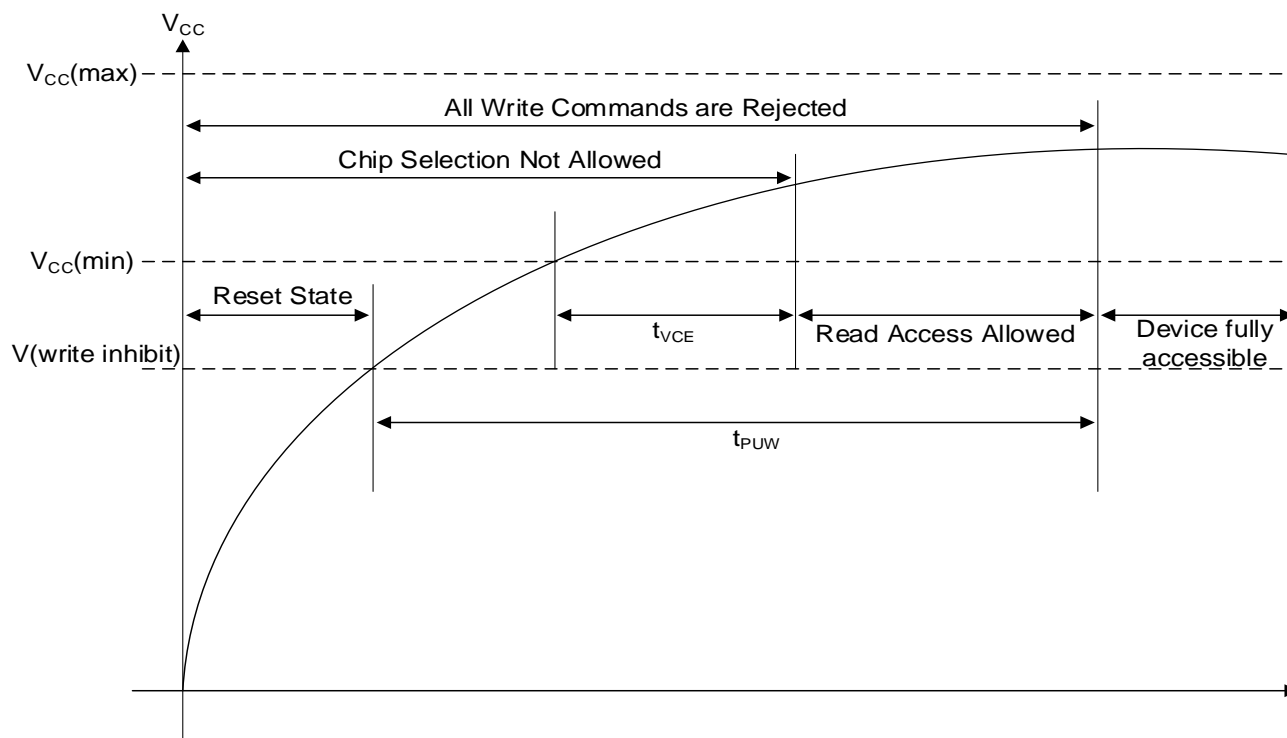 VCC
VCC(max)
All Write Commands are Rejected
Chip Selection Not Allowed
VCC(min)
Reset State
tVCE
Read Access Allowed
Device fully
accessible
V(write inhibit)
tPUW